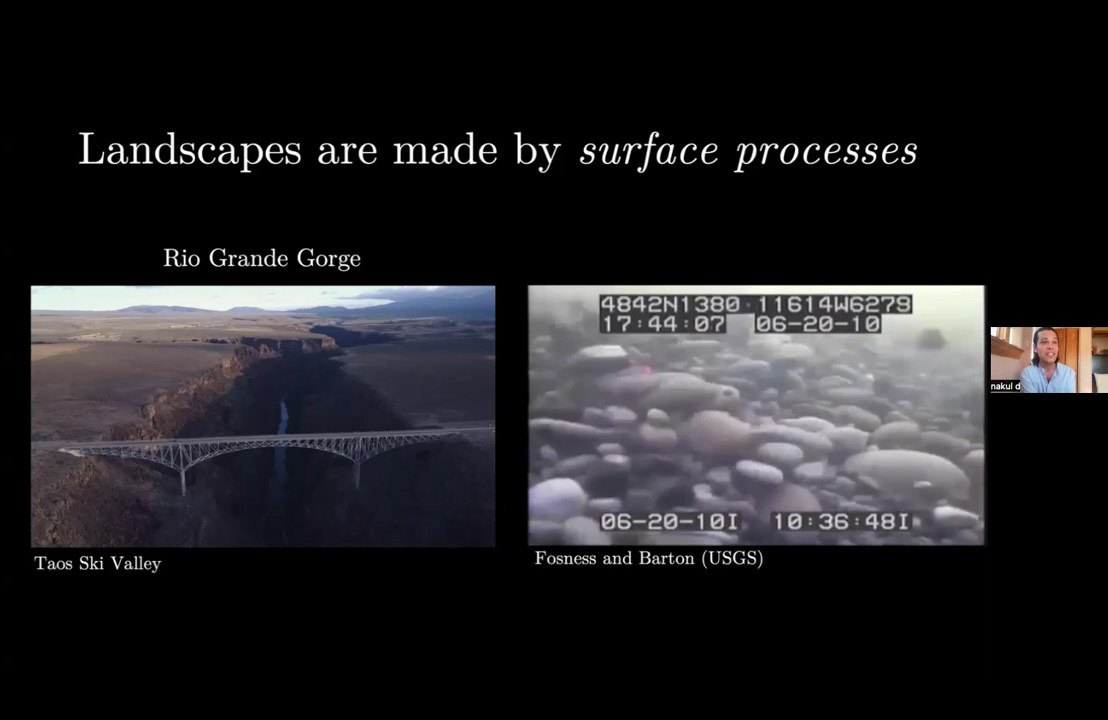 Landscapes are made by surface processes
Rio Grande Gorge
4842N1380 11614W6279
17:44:07 06-20-10
06-20-10I 10:36:48I
Taos Ski Valley
Fosness and Barton (USGS)
nakul d